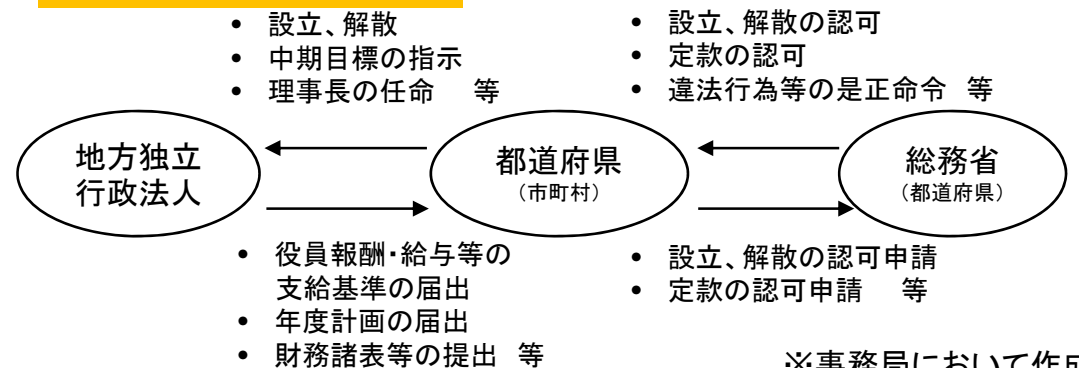 • 設立、解散
• 中期目標の指示
• 理事長の任命　等
• 設立、解散の認可
• 定款の認可
• 違法行為等の是正命令　等
地方独立
行政法人
都道府県
（市町村）
総務省
（都道府県）
• 役員報酬・給与等の
支給基準の届出
• 年度計画の届出
• 財務諸表等の提出　等
• 設立、解散の認可申請
• 定款の認可申請　等
※事務局において作成